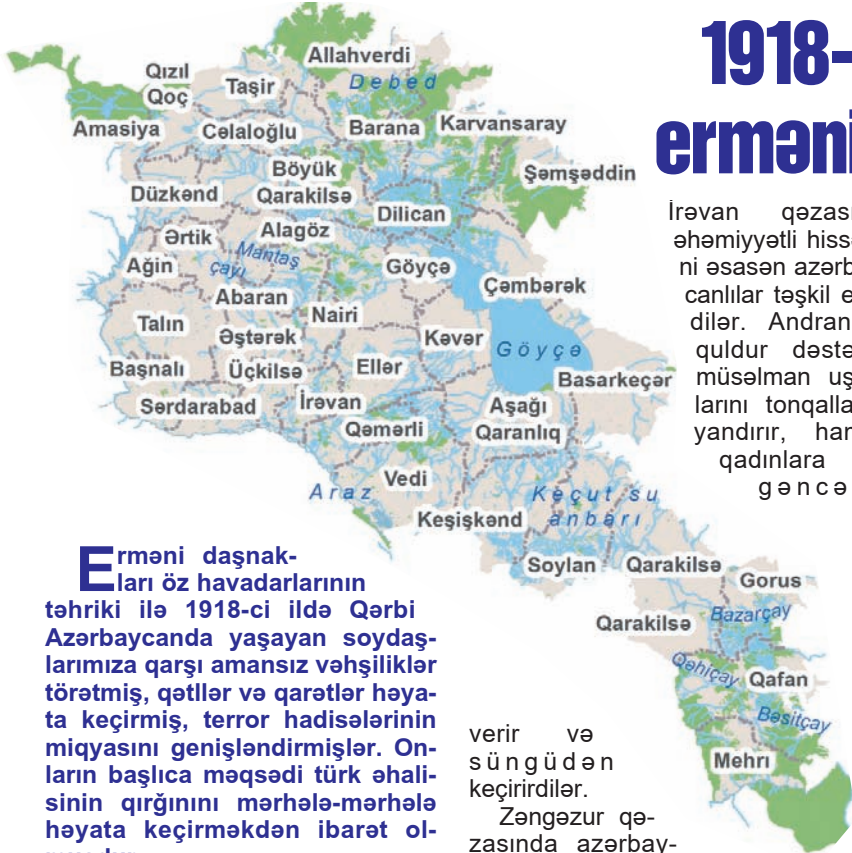 1918-
erməni
Allahverdi
Qızıl
Qoç
Taşir
Debed
Amasiya
Cəlaloğlu
Barana
Karvansaray
Böyük
Qarakilsə
Şəmşəddin
Düzkənd
Dilican
Ərtik
Alagöz
Mantaş
çayı
Ağin
Göyçə
Çəmbərək
Abaran
Nairi
Talın
Əştərək
Kəvər
Göyçə
Başnalı
Üçkilsə
Ellər
Basarkeçər
Sərdarabad
İrəvan
Aşağı
Qaranlıq
Qəmərli
Vedi
Araz
Keçut su
anbarı
Keşişkənd
Soylan
Qarakilsə
Gorus
Qarakilsə
Bazarçay
Qəhiçay
Qafan
Bəsitçay
Mehrı
İrəvan qəzası
əhəmiyyətli hiss
ni əsasən azərb
canlılar təşkil e
dilər. Andran
quldur dəstə
müsəlman uş
larını tonqalla
yandırır, ham
qadınlara
gəncə
Erməni daşnak-
ları öz havadarlarının
təhriki ilə 1918-ci ildə Qərbi
Azərbaycanda yaşayan soydaş-
larımıza qarşı amansız vəhşiliklər
törətmiş, qətllər və qarətlər həya-
ta keçirmiş, terror hadisələrinin
miqyasını genişləndirmişlər. On-
ların başlıca məqsədi türk əhali-
sinin qırğınını mərhələ-mərhələ
həyata keçirməkdən ibarət ol-
verir və
süngüdən
keçirirdilər.
Zəngəzur qə-
zasında azərbay-